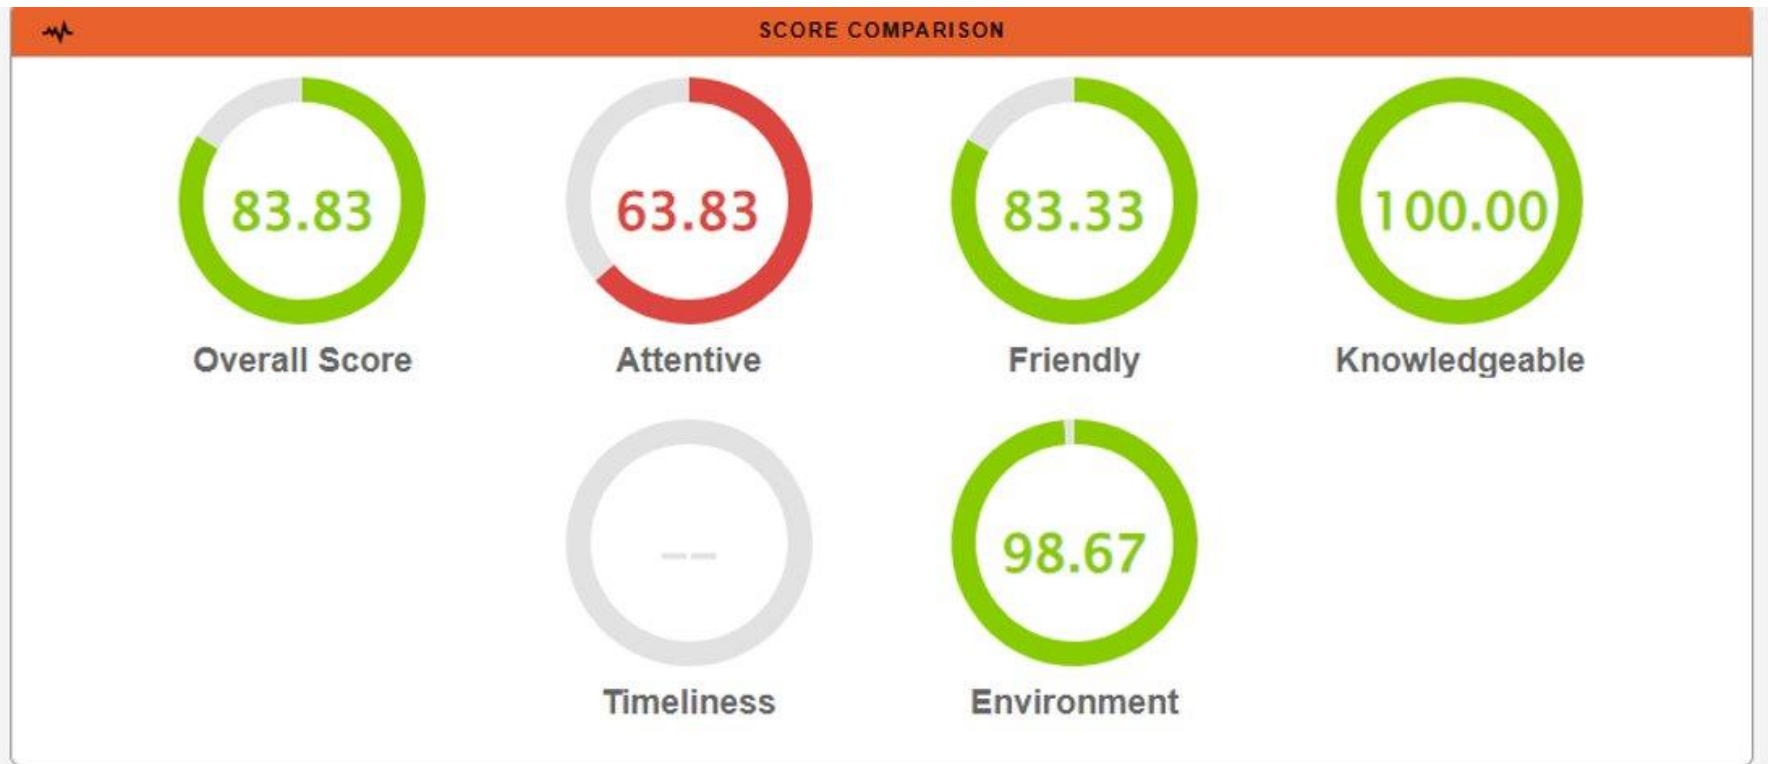 SCORE COMPARISON
83.83
63.83
83.33
100.00
Overall Score
Attentive
Friendly
Knowledgeable
--
98.67
Timeliness
Environment